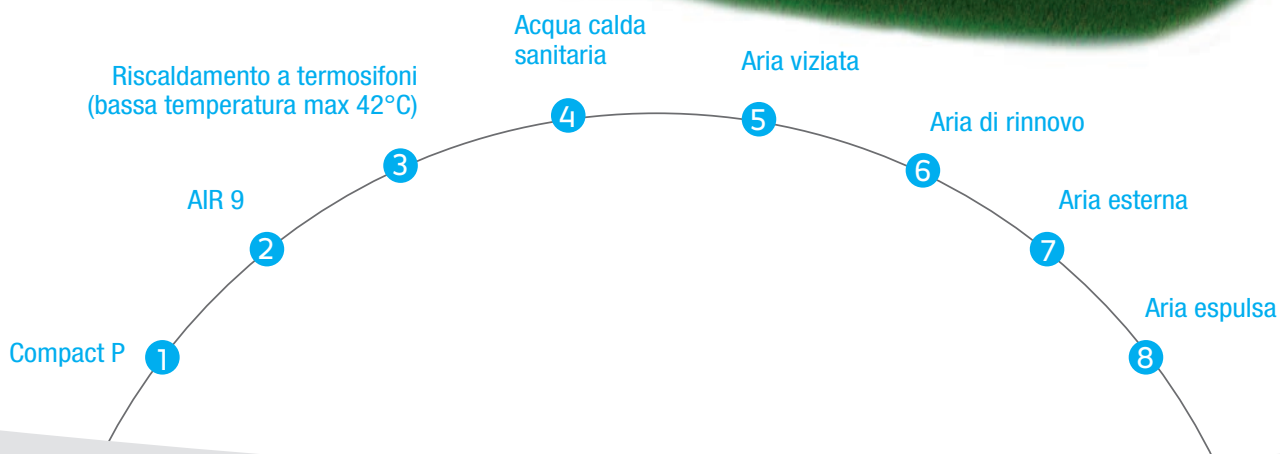 Compact P
1
AIR 9
2
Riscaldamento a termosifoni
(bassa temperatura max 42°C)
3
Acqua calda
sanitaria
4
Aria viziata
5
Aria di rinnovo
6
Aria esterna
7
Aria espulsa
8